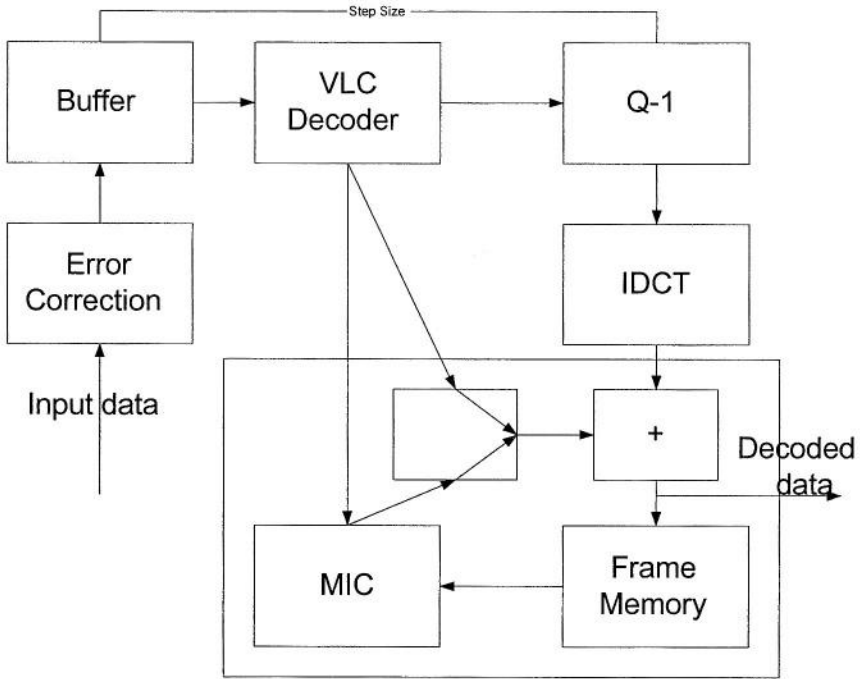 Step Size
Buffer
VLC
Decoder
Q-1
Error
Correction
IDCT
Input data
+
Decoded
data
MIC
Frame
Memory